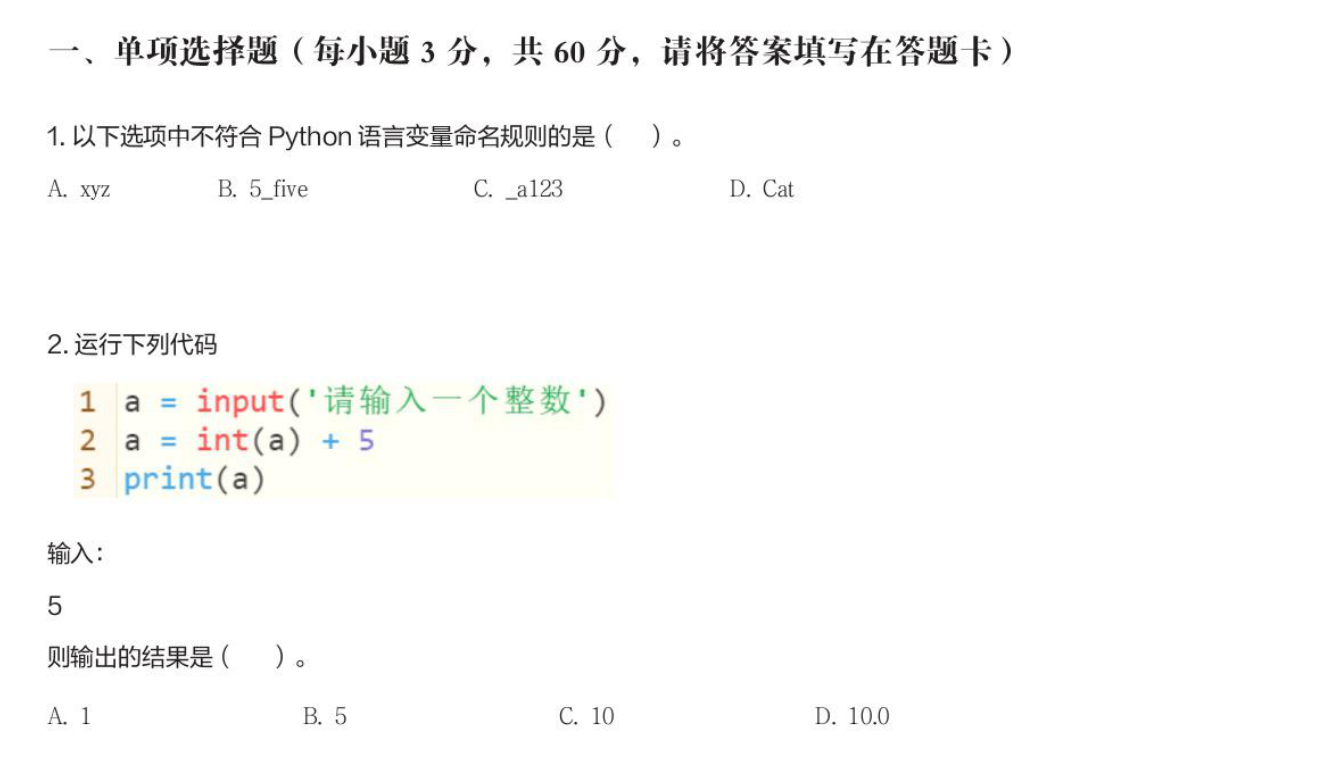 一、单项选择题（每小题 3 分，共 60 分，请将答案填写在答题卡）
1. 以下选项中不符合 Python 语言变量命名规则的是（　）。
A. xyz B. 5_five C. _a123 D. Cat
2. 运行下列代码
1 a = input('请输入一个整数')
2 a = int(a) + 5
3 print(a)
输入：
5
则输出的结果是（　）。
A. 1 B. 5 C. 10 D. 10.0